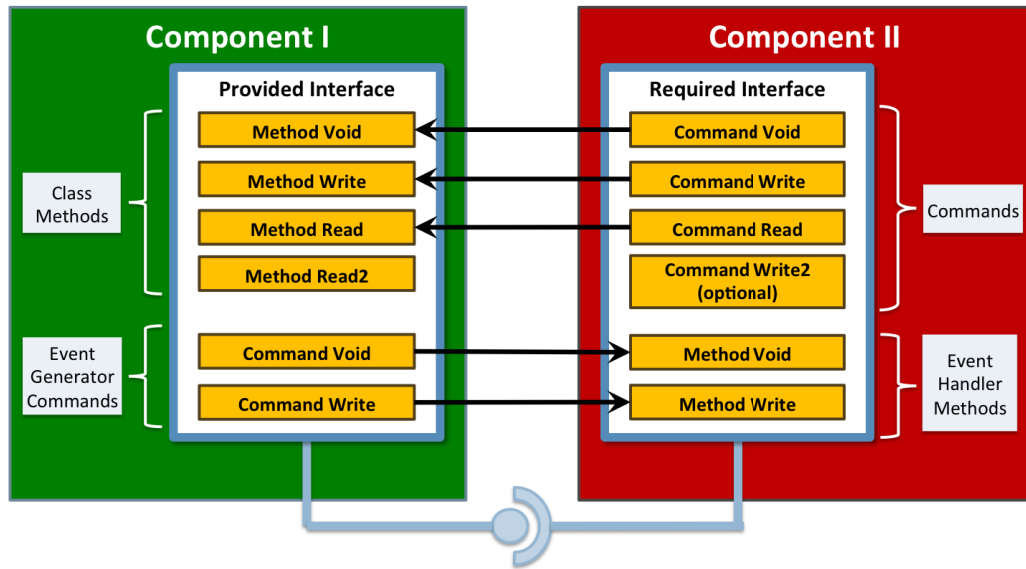 Component I
Provided Interface
Class
Methods
Method Void
Method Write
Method Read
Method Read2
Event
Generator
Commands
Command Void
Command Write
Component II
Required Interface
Command Void
Command Write
Command Read
Command Write2
(optional)
Commands
Method Void
Method Write
Event
Handler
Methods